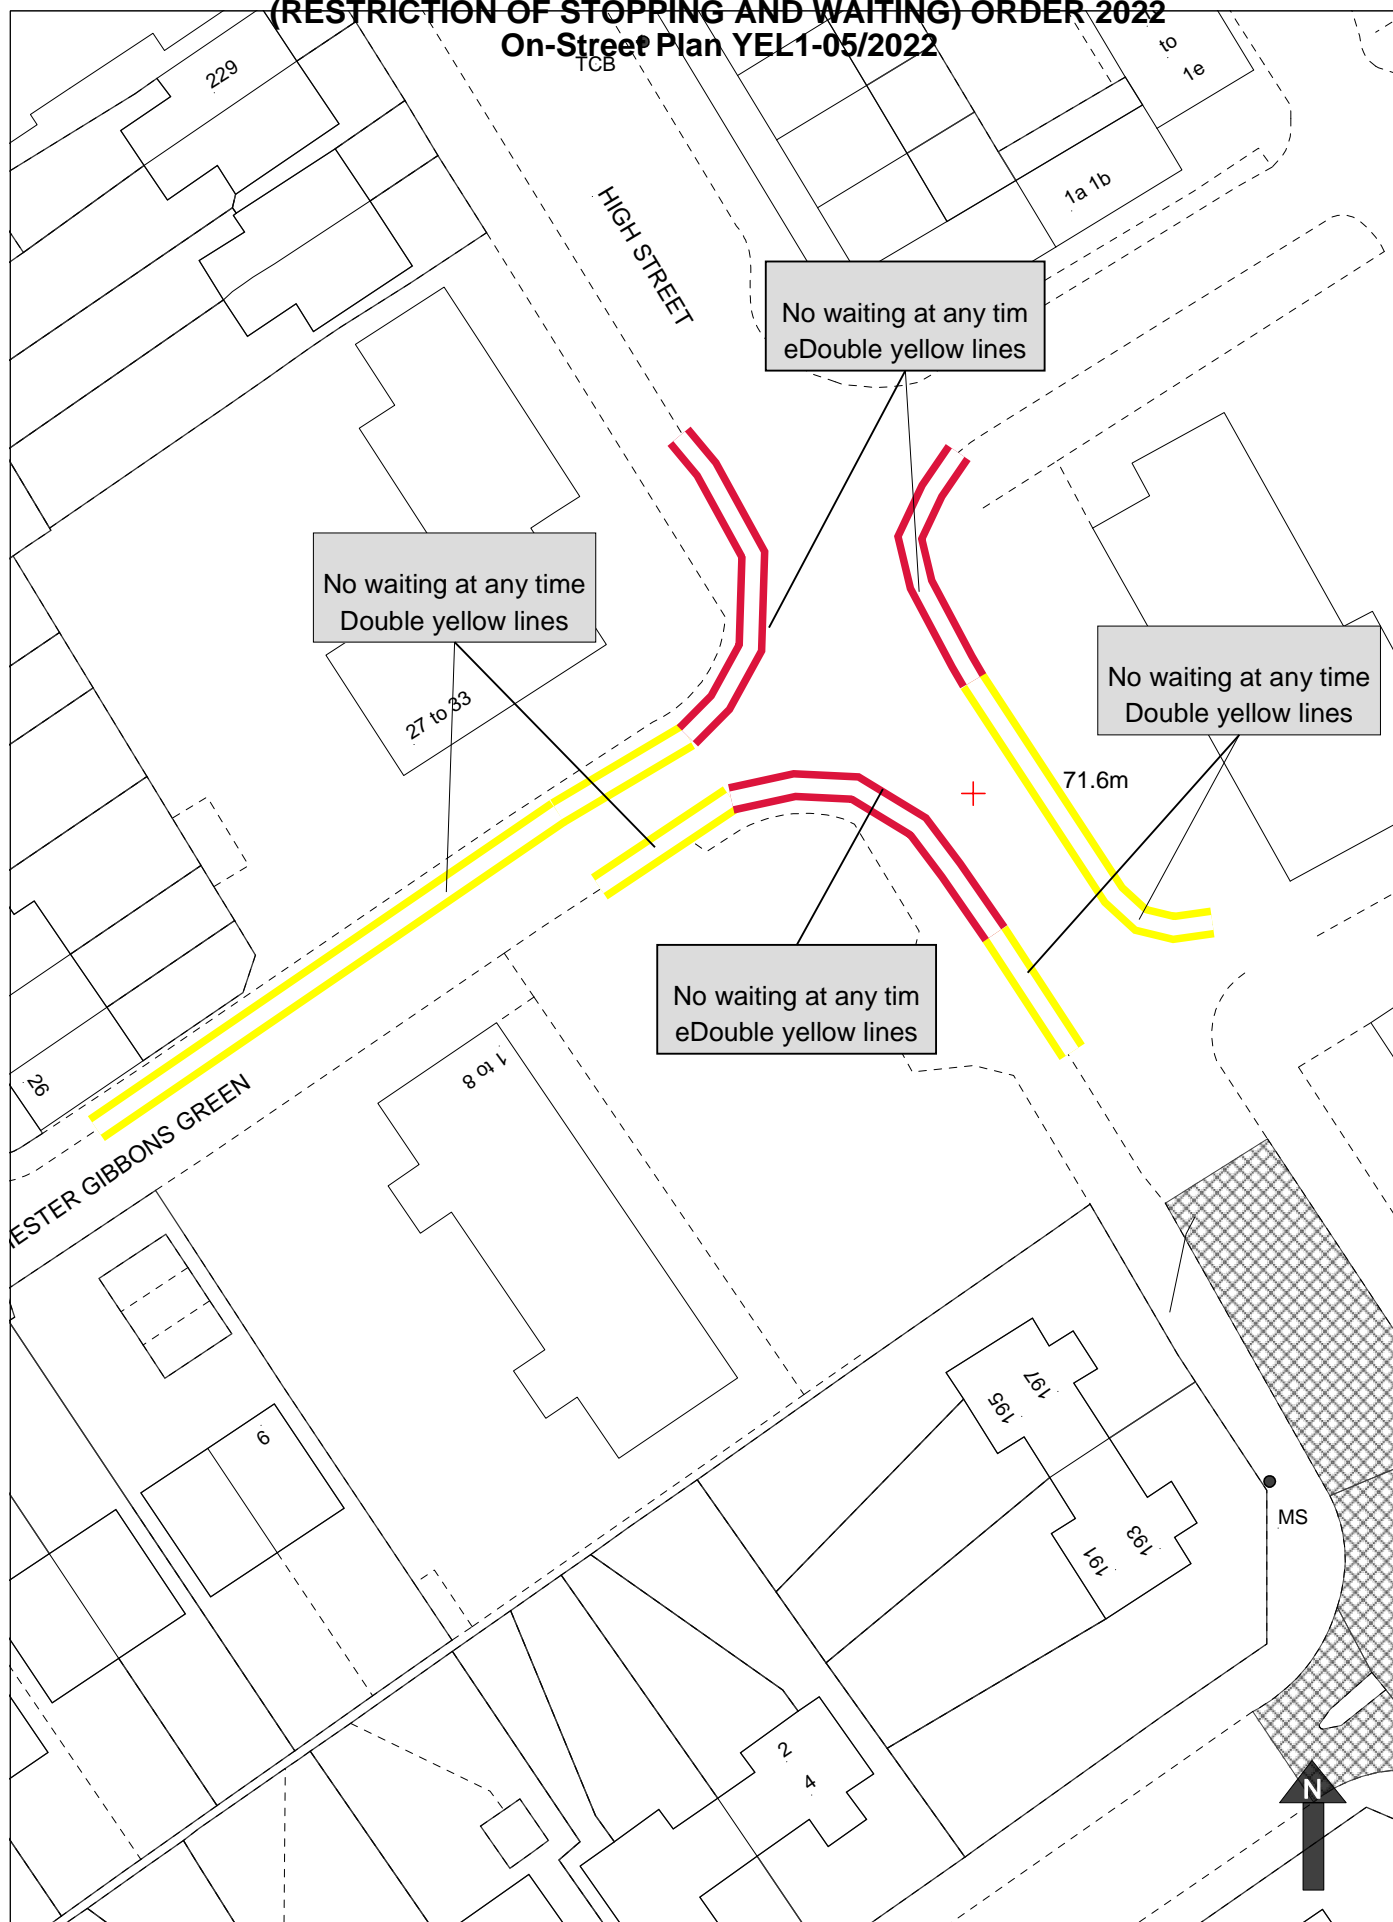 (RESTRICTION OF STOPPING AND WAITING) ORDER 2022
On-Street Plan YEL1-05/2022
TCB
229
to
1e
1a 1b
HIGH STREET
No waiting at any tim
eDouble yellow lines
No waiting at any time
Double yellow lines
27 to 33
No waiting at any time
Double yellow lines
71.6m
No waiting at any tim
eDouble yellow lines
1 to 8
26
ESTER GIBBONS GREEN
197
195
6
MS
193
191
2
4
N